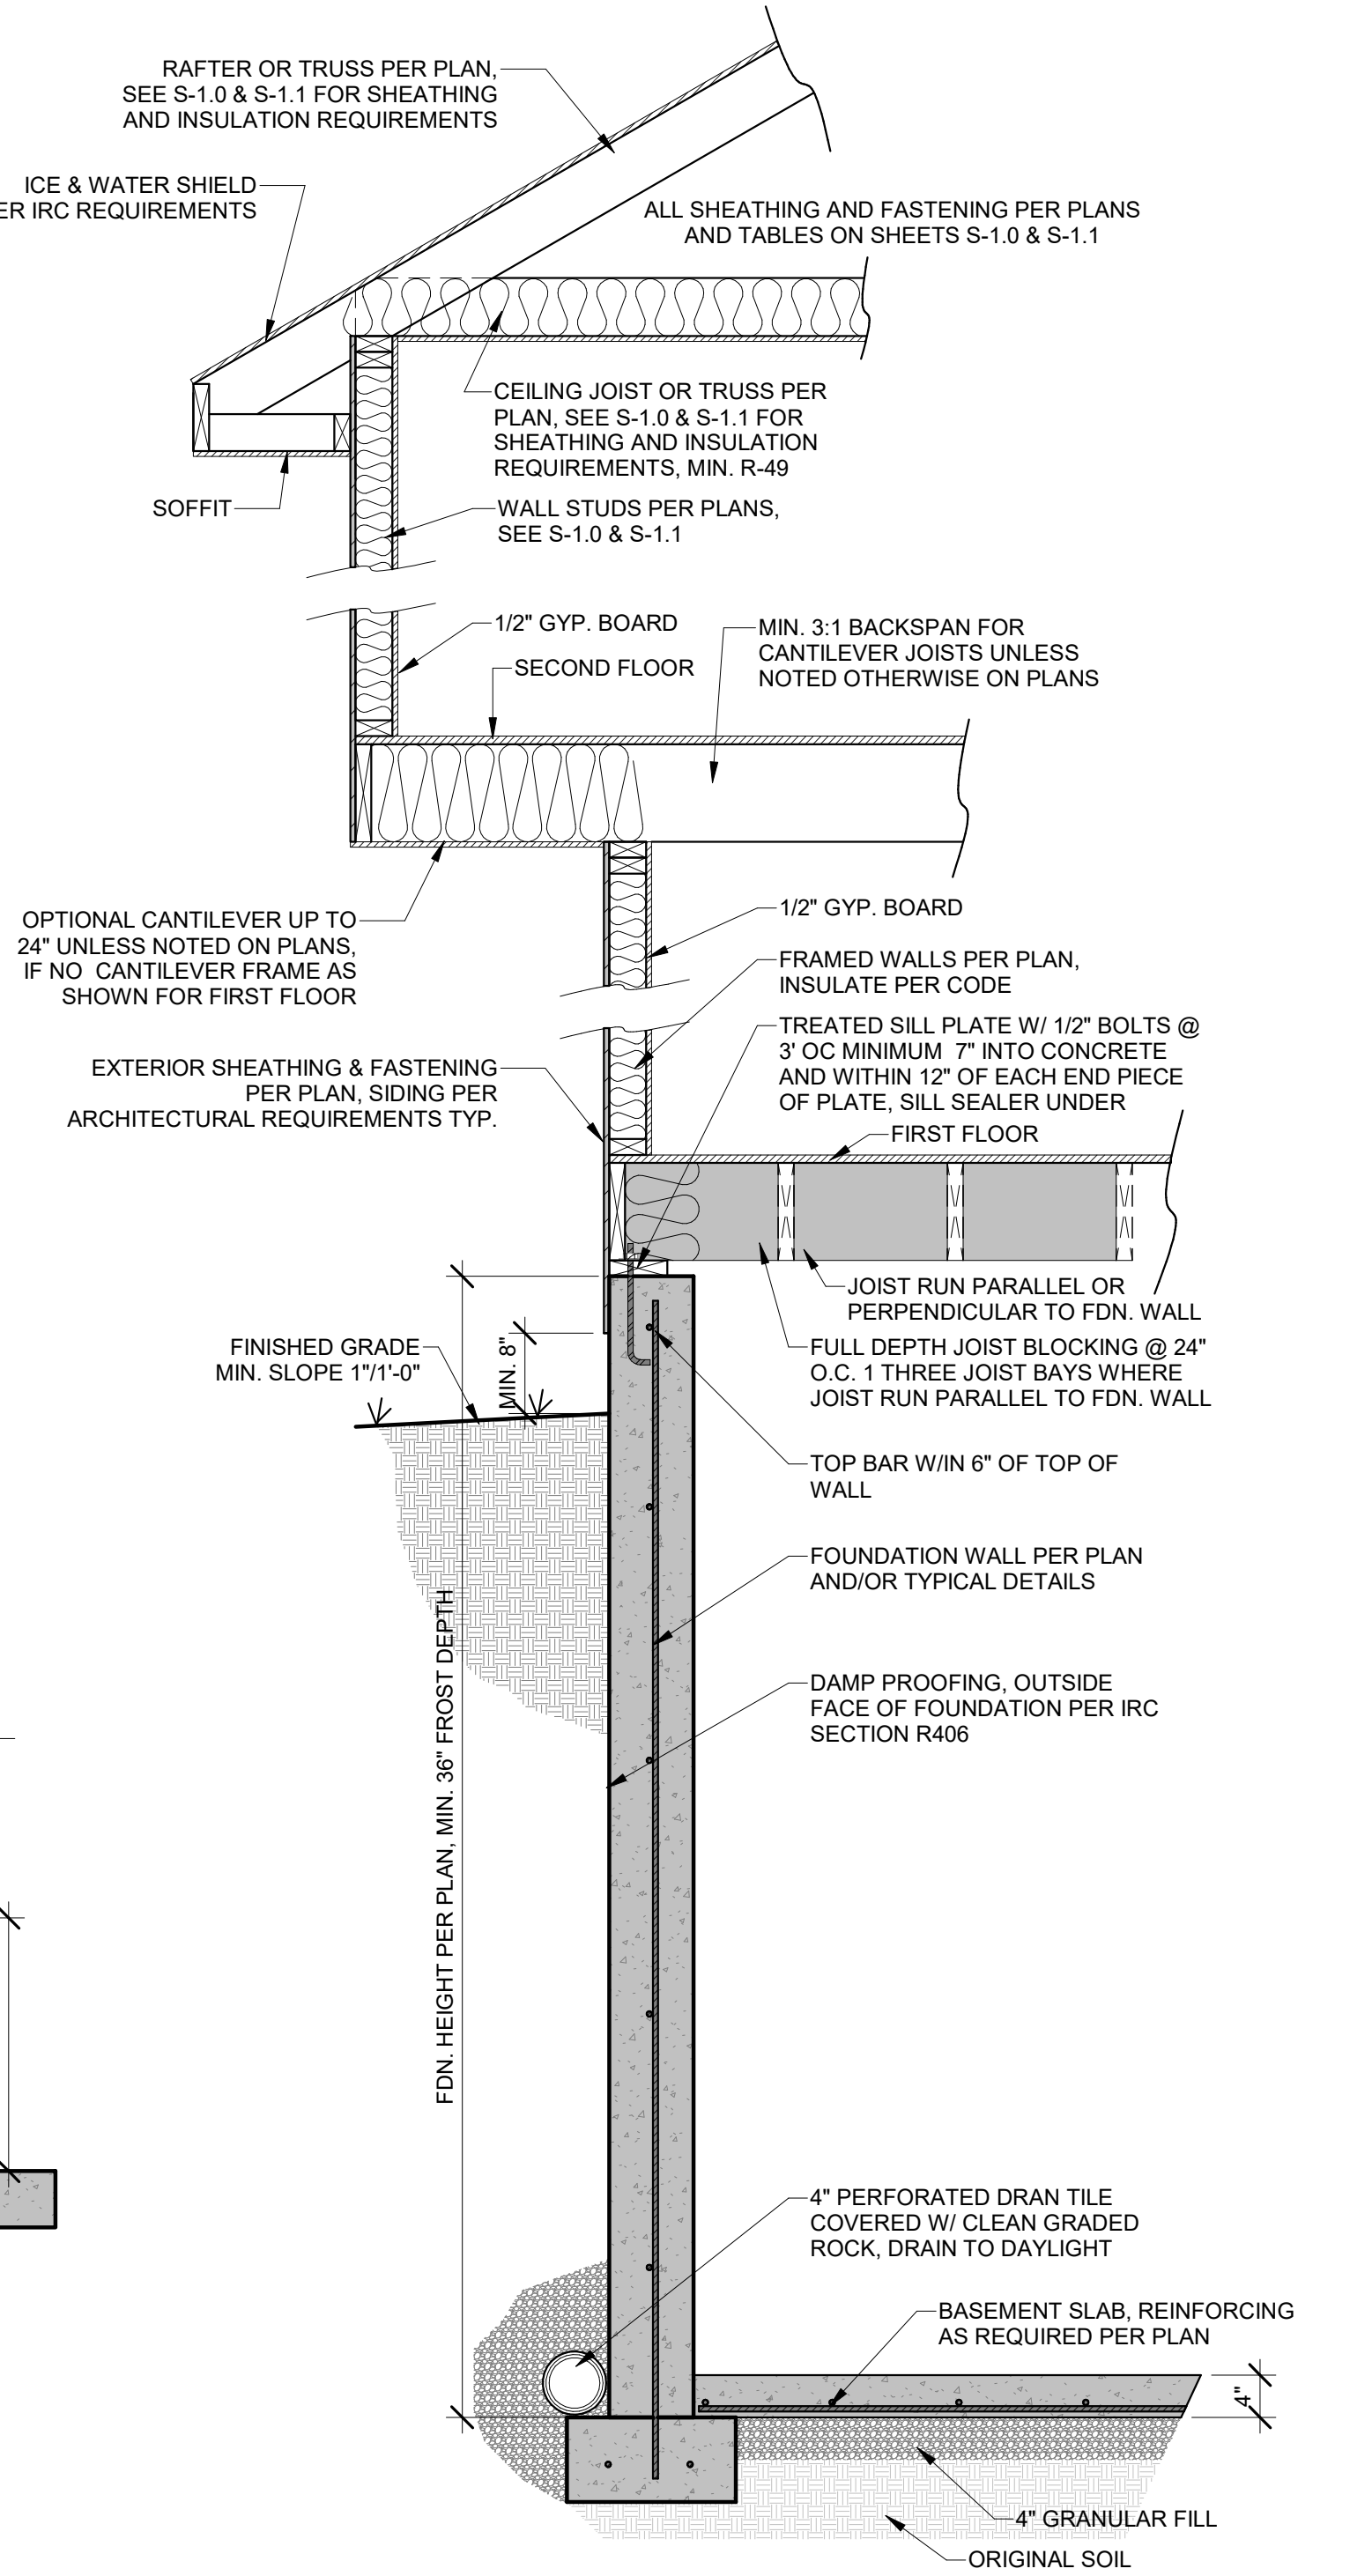 RAFTER OR TRUSS PER PLAN,
SEE S-1.0 & S-1.1 FOR SHEATHING
AND INSULATION REQUIREMENTS
ICE & WATER SHIELD
ER IRC REQUIREMENTS
ALL SHEATHING AND FASTENING PER PLANS
AND TABLES ON SHEETS S-1.0 & S-1.1
CEILING JOIST OR TRUSS PER
PLAN, SEE S-1.0 & S-1.1 FOR
SHEATHING AND INSULATION
REQUIREMENTS, MIN. R-49
SOFFIT
WALL STUDS PER PLANS,
SEE S-1.0 & S-1.1
1/2" GYP. BOARD
SECOND FLOOR
MIN. 3:1 BACKSPAN FOR
CANTILEVER JOISTS UNLESS
NOTED OTHERWISE ON PLANS
OPTIONAL CANTILEVER UP TO
24" UNLESS NOTED ON PLANS,
IF NO CANTILEVER FRAME AS
SHOWN FOR FIRST FLOOR
1/2" GYP. BOARD
FRAMED WALLS PER PLAN,
INSULATE PER CODE
TREATED SILL PLATE W/ 1/2" BOLTS @
3' OC MINIMUM 7" INTO CONCRETE
AND WITHIN 12" OF EACH END PIECE
OF PLATE, SILL SEALER UNDER
EXTERIOR SHEATHING & FASTENING
PER PLAN, SIDING PER
ARCHITECTURAL REQUIREMENTS TYP.
FIRST FLOOR
JOIST RUN PARALLEL OR
PERPENDICULAR TO FDN. WALL
FINISHED GRADE
MIN. SLOPE 1"/1'-0"
MIN. 8"
FULL DEPTH JOIST BLOCKING @ 24"
O.C. 1 THREE JOIST BAYS WHERE
JOIST RUN PARALLEL TO FDN. WALL
TOP BAR W/IN 6" OF TOP OF
WALL
FOUNDATION WALL PER PLAN
AND/OR TYPICAL DETAILS
FDN. HEIGHT PER PLAN, MIN. 36" FROST DEPTH
DAMP PROOFING, OUTSIDE
FACE OF FOUNDATION PER IRC
SECTION R406
4" PERFORATED DRAN TILE
COVERED W/ CLEAN GRADED
ROCK, DRAIN TO DAYLIGHT
BASEMENT SLAB, REINFORCING
AS REQUIRED PER PLAN
4"
4" GRANULAR FILL
ORIGINAL SOIL